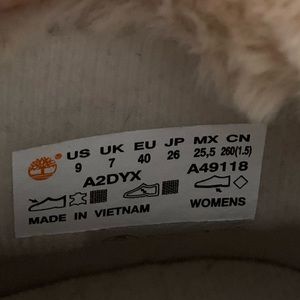 US UK EU JP MX CN
9 7 40 26 25,5 260(1.5)
A2DYX A49118
MADE IN VIETNAM WOMENS